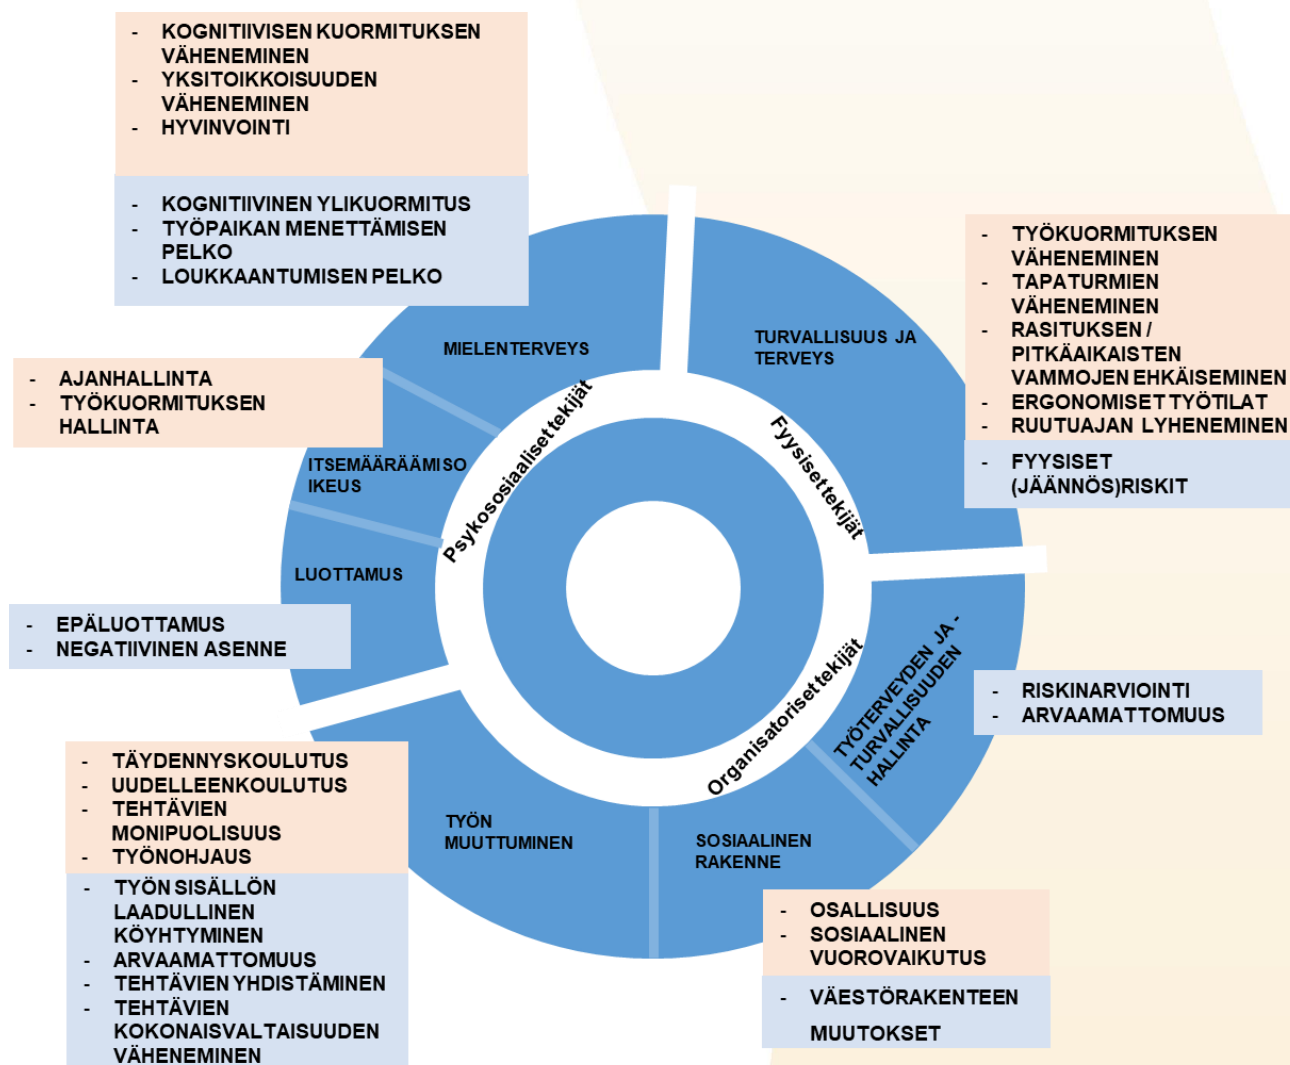 - KOGNITIIVISEN KUORMITUKSEN
VÄHENEMINEN
- YKSITOIKKOISUUDEN
VÄHENEMINEN
- HYVINVOINTI
- KOGNITIIVINEN YLIKUORMITUS
- TYÖPAIKAN MENETTÄMISEN
PELKO
- LOUKKAANTUMISEN PELKO
MIELENTERVEYS
TURVALLISUUS JA
TERVEYS
- TYÖKUORMITUKSEN
VÄHENEMINEN
- TAPATURMIEN
VÄHENEMINEN
- RASITUKSEN /
PITKÄAIKAISTEN
VAMMOJEN EHKÄISEMINEN
- ERGONOMISET TYÖTILAT
- RUUTUAJAN LYHENEMINEN
- FYYSISET
(JÄÄNNÖS)RISKIT
- AJANHALLINTA
- TYÖKUORMITUKSEN
HALLINTA
ITSEMÄÄRÄÄMISO
IKEUS
Psykososiaaliset tekijät
Fyysiset tekijät
LUOTTAMUS
- EPÄLUOTTAMUS
- NEGATIIVINEN ASENNE
Organisatoriset tekijät
TYÖTERVEYDEN JA -
TURVALLISUUDEN
HALLINTA
- RISKINARVIOINTI
- ARVAAMATTOMUUS
- TÄYDENNYSKOULUTUS
- UUDELLEENKOULUTUS
- TEHTÄVIEN
MONIPUOLISUUS
- TYÖNOHJAUS
- TYÖN SISÄLLÖN
LAADULLINEN
KÖYHTYMINEN
- ARVAAMATTOMUUS
- TEHTÄVIEN YHDISTÄMINEN
- TEHTÄVIEN
KOKONAISVALTAISUUDEN
VÄHENEMINEN
TYÖN
MUUTTUMINEN
SOSIAALINEN
RAKENNE
- OSALLISUUS
- SOSIAALINEN
VUOROVAIKUTUS
- VÄESTÖRAKENTEEN
MUUTOKSET